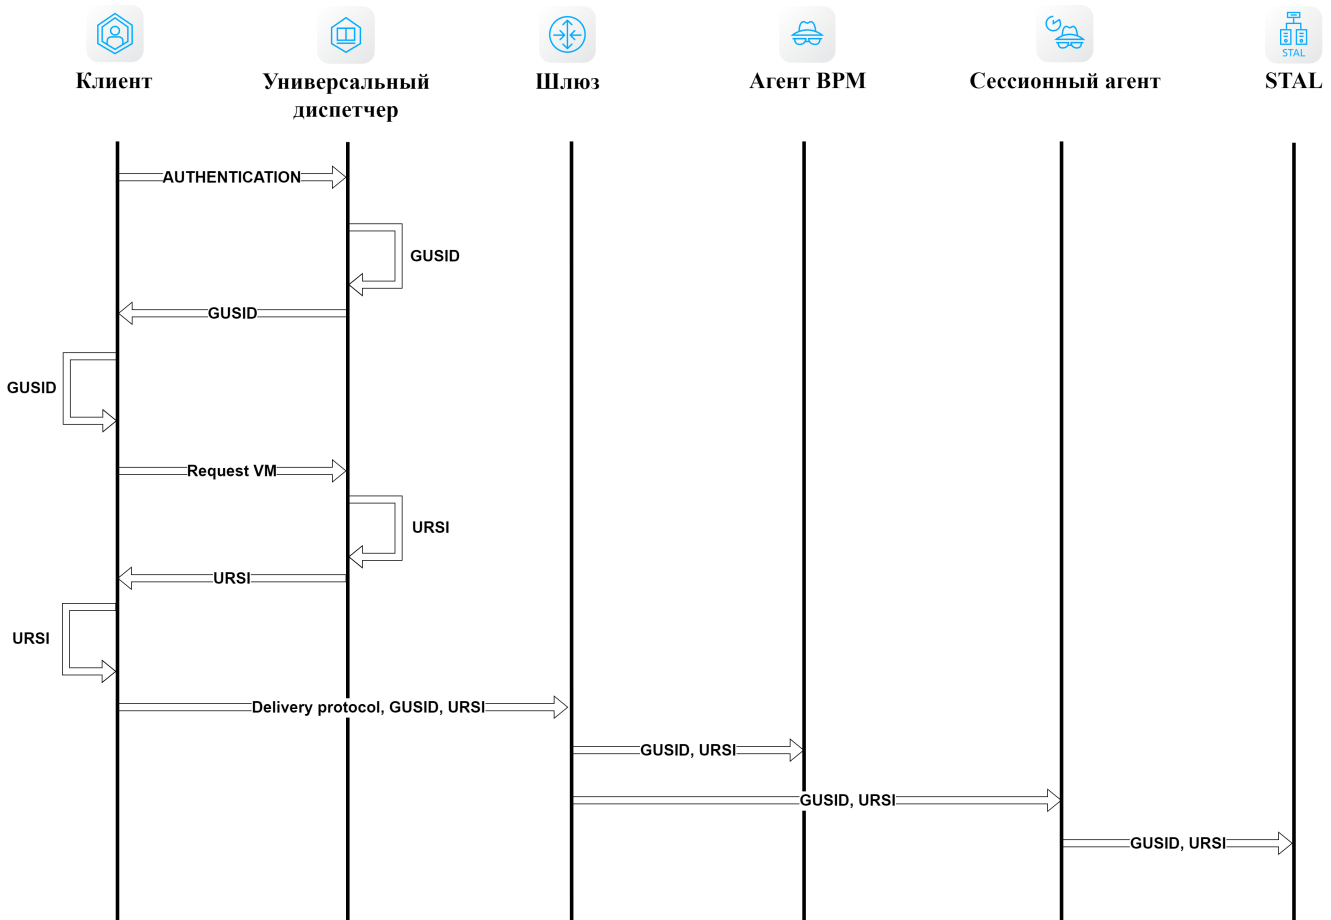 STAL
Клиент
Универсальный
диспетчер
Шлюз
Агент ВРМ
Сессионный агент
STAL
AUTHENTICATION
GUSID
GUSID
GUSID
Request VM
URSI
URSI
URSI
Delivery protocol, GUSID, URSI
GUSID, URSI
GUSID, URSI
GUSID, URSI